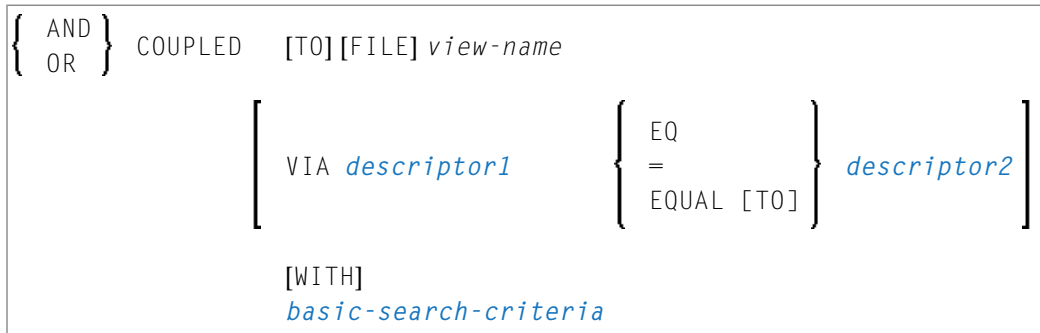 AND
OR
COUPLED [TO] [FILE] view-name
EQ
VIA descriptor1 = descriptor2
EQUAL [TO]
[WITH]
basic-search-criteria